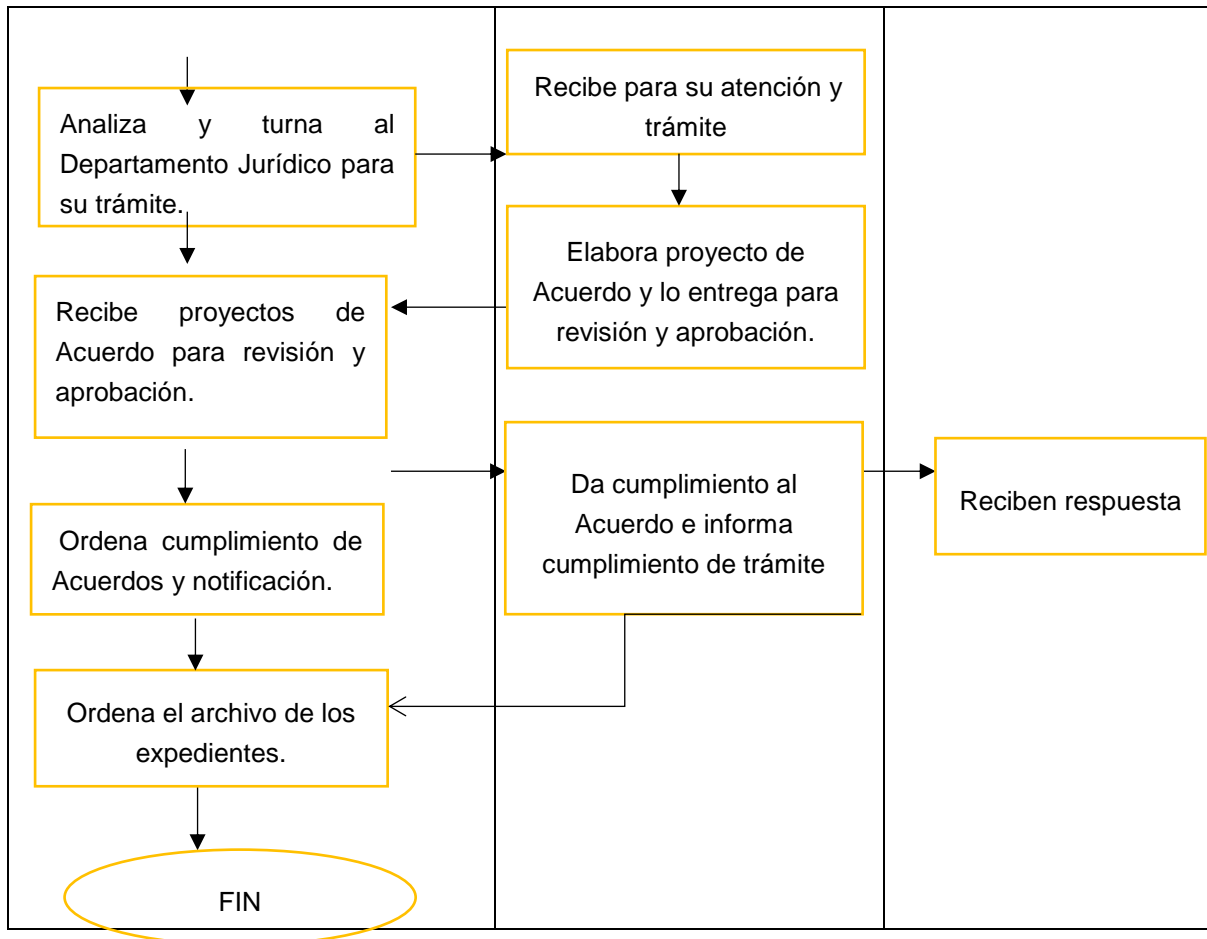 Analiza y turna al
Departamento Jurídico para
su trámite.
Recibe para su atención y
trámite
Elabora proyecto de
Acuerdo y lo entrega para
revisión y aprobación.
Recibe proyectos de
Acuerdo para revisión y
aprobación.
Ordena cumplimiento de
Acuerdos y notificación.
Da cumplimiento al
Acuerdo e informa
cumplimiento de trámite
Reciben respuesta
Ordena el archivo de los
expedientes.
FIN